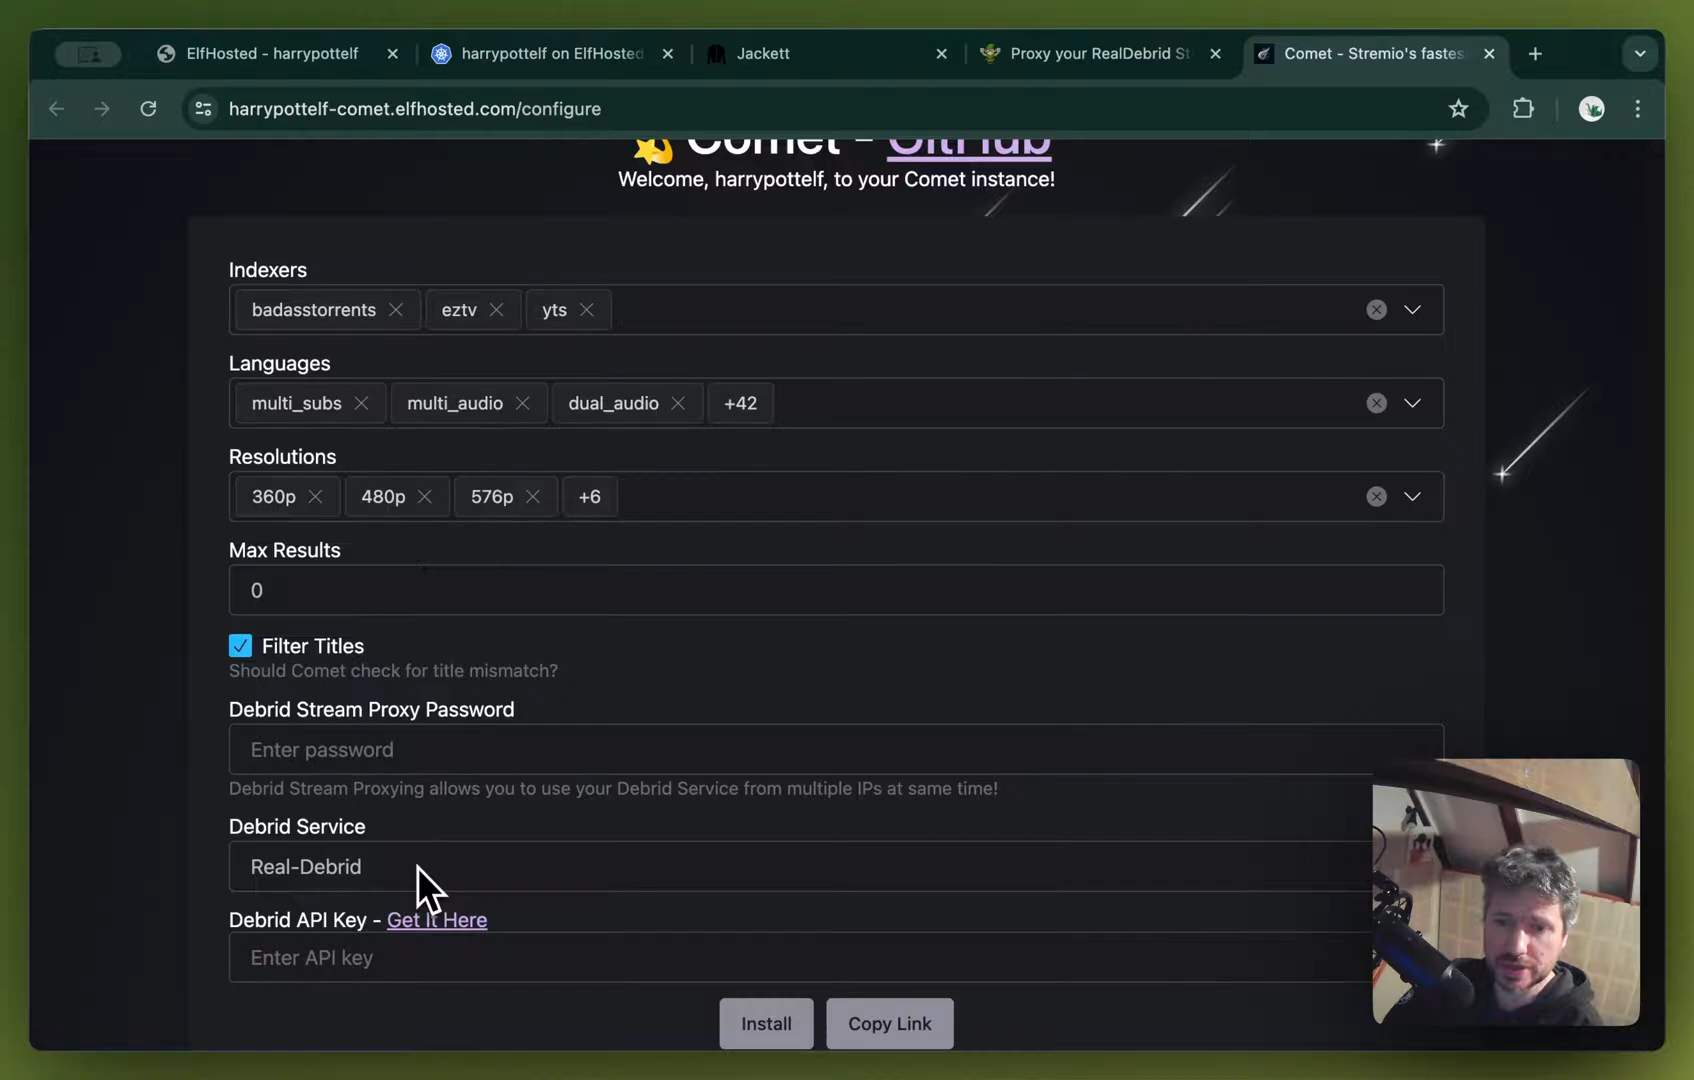 ElfHosted - harrypottelf
harrypottelf on ElfHosted
Jackett
Proxy your RealDebrid St
Comet - Stremio's fastes
harrypottelf-comet.elfhosted.com/configure
Comet - GitHub
Welcome, harrypottelf, to your Comet instance!
Indexers
badasstorrents eztv yts
Languages
multi_subs multi_audio dual_audio +42
Resolutions
360p 480p 576p +6
Max Results
0
Filter Titles
Should Comet check for title mismatch?
Debrid Stream Proxy Password
Enter password
Debrid Stream Proxying allows you to use your Debrid Service from multiple IPs at same time!
Debrid Service
Real-Debrid
Debrid API Key - Get It Here
Enter API key
Install Copy Link